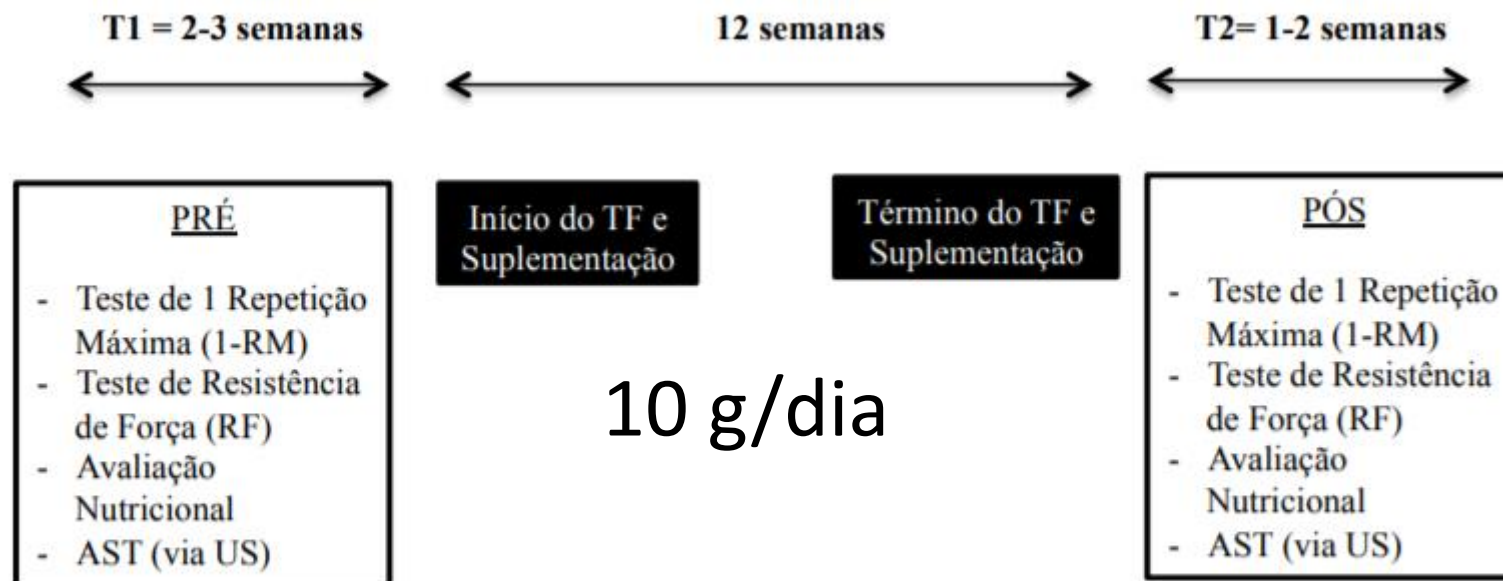 T1 = 2-3 semanas
12 semanas
T2= 1-2 semanas
PRÉ
- Teste de 1 Repetição
Máxima (1-RM)
- Teste de Resistência
de Força (RF)
- Avaliação
Nutricional
- AST (via US)
Início do TF e
Suplementação
Término do TF e
Suplementação
10 g/dia
PÓS
- Teste de 1 Repetição
Máxima (1-RM)
- Teste de Resistência
de Força (RF)
- Avaliação
Nutricional
- AST (via US)